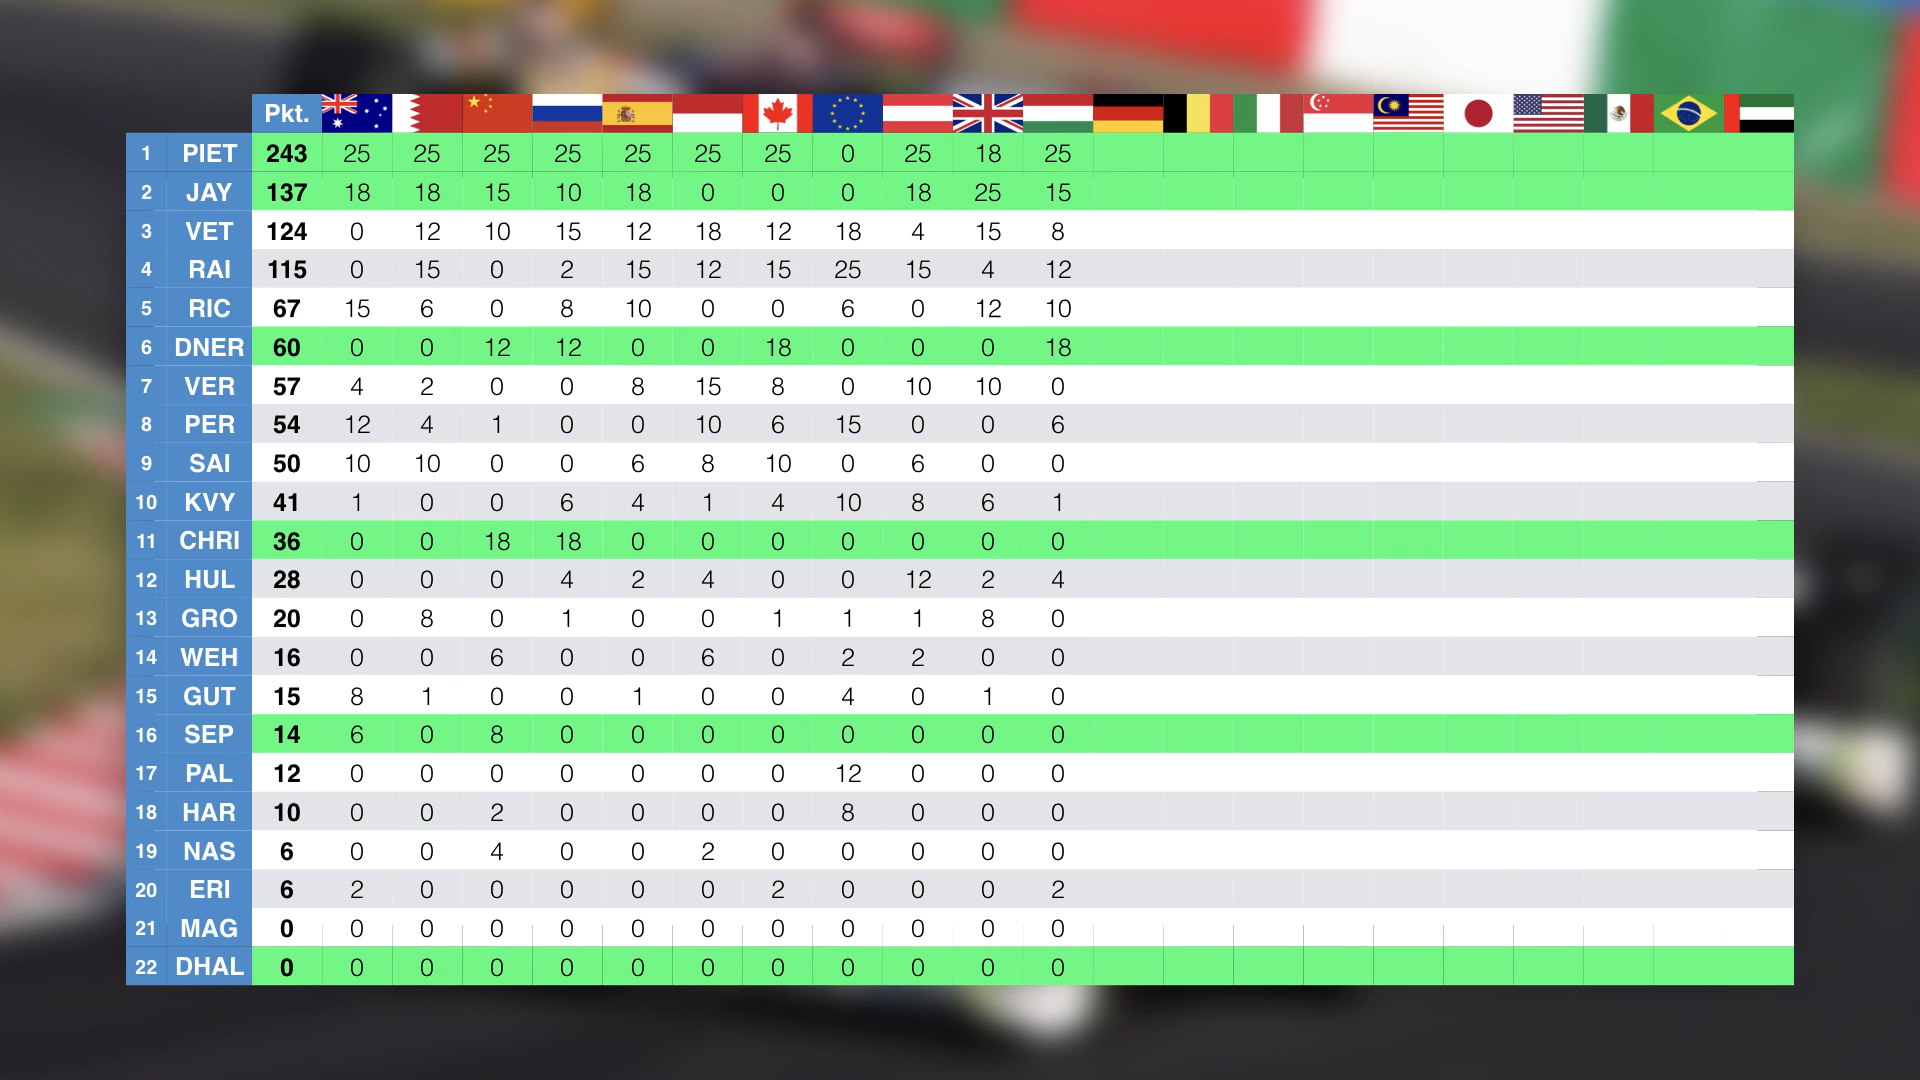 Pkt.
1 PIET 243 25 25 25 25 25 25 25 0 25 18 25
2 JAY 137 18 18 15 10 18 0 0 0 18 25 15
3 VET 124 0 12 10 15 12 18 12 18 4 15 8
4 RAI 115 0 15 0 2 15 12 15 25 15 4 12
5 RIC 67 15 6 0 8 10 0 0 6 0 12 10
6 DNER 60 0 0 12 12 0 0 18 0 0 0 18
7 VER 57 4 2 0 0 8 15 8 0 10 10 0
8 PER 54 12 4 1 0 0 10 6 15 0 0 6
9 SAI 50 10 10 0 0 6 8 10 0 6 0 0
10 KVY 41 1 0 0 6 4 1 4 10 8 6 1
11 CHRI 36 0 0 18 18 0 0 0 0 0 0 0
12 HUL 28 0 0 0 4 2 4 0 0 12 2 4
13 GRO 20 0 8 0 1 0 0 1 1 1 8 0
14 WEH 16 0 0 6 0 0 6 0 2 2 0 0
15 GUT 15 8 1 0 0 1 0 0 4 0 1 0
16 SEP 14 6 0 8 0 0 0 0 0 0 0 0
17 PAL 12 0 0 0 0 0 0 0 12 0 0 0
18 HAR 10 0 0 2 0 0 0 0 8 0 0 0
19 NAS 6 0 0 4 0 0 2 0 0 0 0 0
20 ERI 6 2 0 0 0 0 0 2 0 0 0 2
21 MAG 0 0 0 0 0 0 0 0 0 0 0 0
22 DHAL 0 0 0 0 0 0 0 0 0 0 0 0